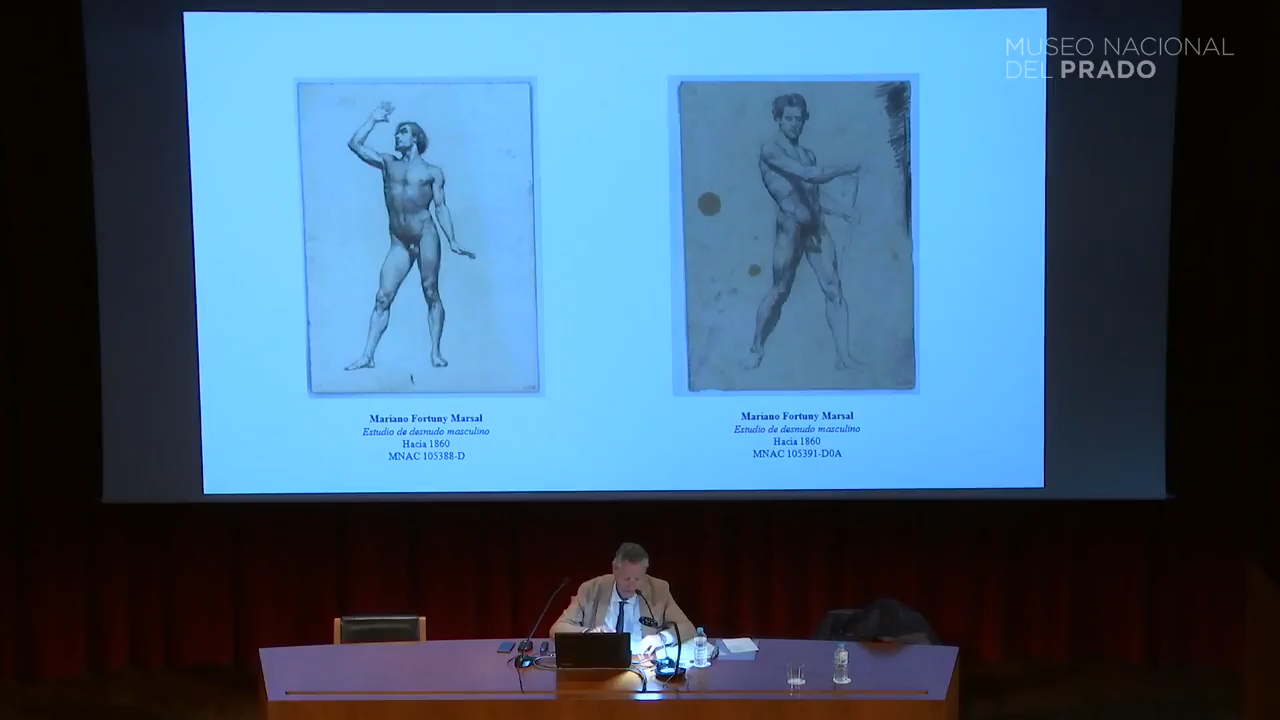 MUSEO NACIONAL
DEL PRADO
Mariano Fortuny Marsal
Estudio de desnudo masculino
Hacia 1860
MNAC 105388-D
Mariano Fortuny Marsal
Estudio de desnudo masculino
Hacia 1860
MNAC 105391-D0A